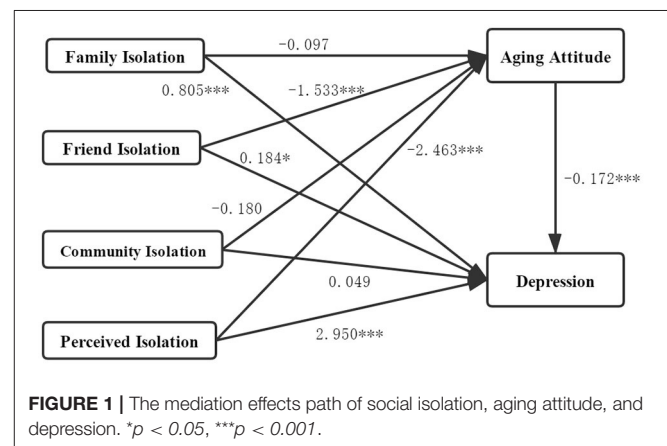 Family Isolation
-0.097
Aging Attitude
0.805***
-1.533***
Friend Isolation
0.184*
-2.463***
-0.172***
-0.180
Community Isolation
0.049
Depression
Perceived Isolation
2.950***
FIGURE 1 | The mediation effects path of social isolation, aging attitude, and
depression. *p < 0.05, ***p < 0.001.